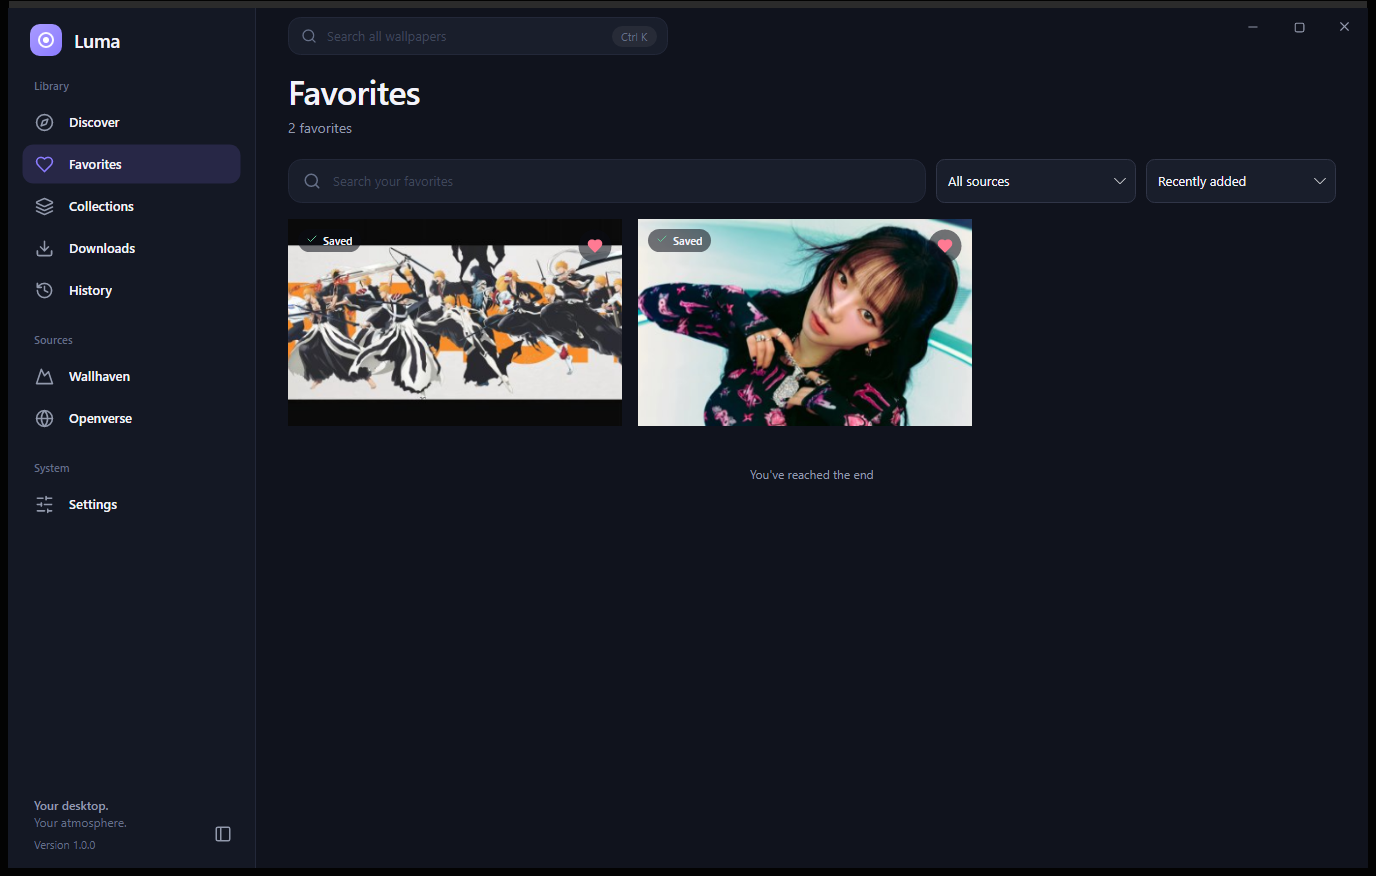 Luma
Search all wallpapers
Ctrl K
Library
Discover
Favorites
Collections
Downloads
History
Sources
Wallhaven
Openverse
System
Settings
Your desktop.
Your atmosphere.
Version 1.0.0
Favorites
2 favorites
Search your favorites
All sources
Recently added
Saved
Saved
You've reached the end